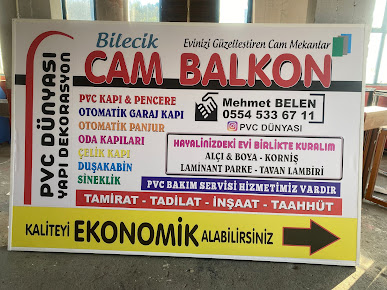 Bilecik
Evinizi Güzelleştiren Cam Mekanlar
CAM BALKON
PVC DÜNYASI
YAPI DEKORASYON
PVC KAPI & PENCERE
OTOMATİK GARAJ KAPI
OTOMATİK PANJUR
ODA KAPILARI
ÇELİK KAPI
DUŞAKABİN
SİNEKLİK
Mehmet BELEN
0554 533 67 11
PVC DÜNYASI
HAYALİNİZDEKİ EVİ BİRLİKTE KURALIM
ALÇI & BOYA - KORNİŞ
LAMINANT PARKE - TAVAN LAMBİRİ
PVC BAKIM SERVİSİ HİZMETİMİZ VARDIR
TAMİRAT - TADİLAT - İNŞAAT - TAAHHÜT
KALİTEYİ EKONOMİK ALABİLİRSİNİZ